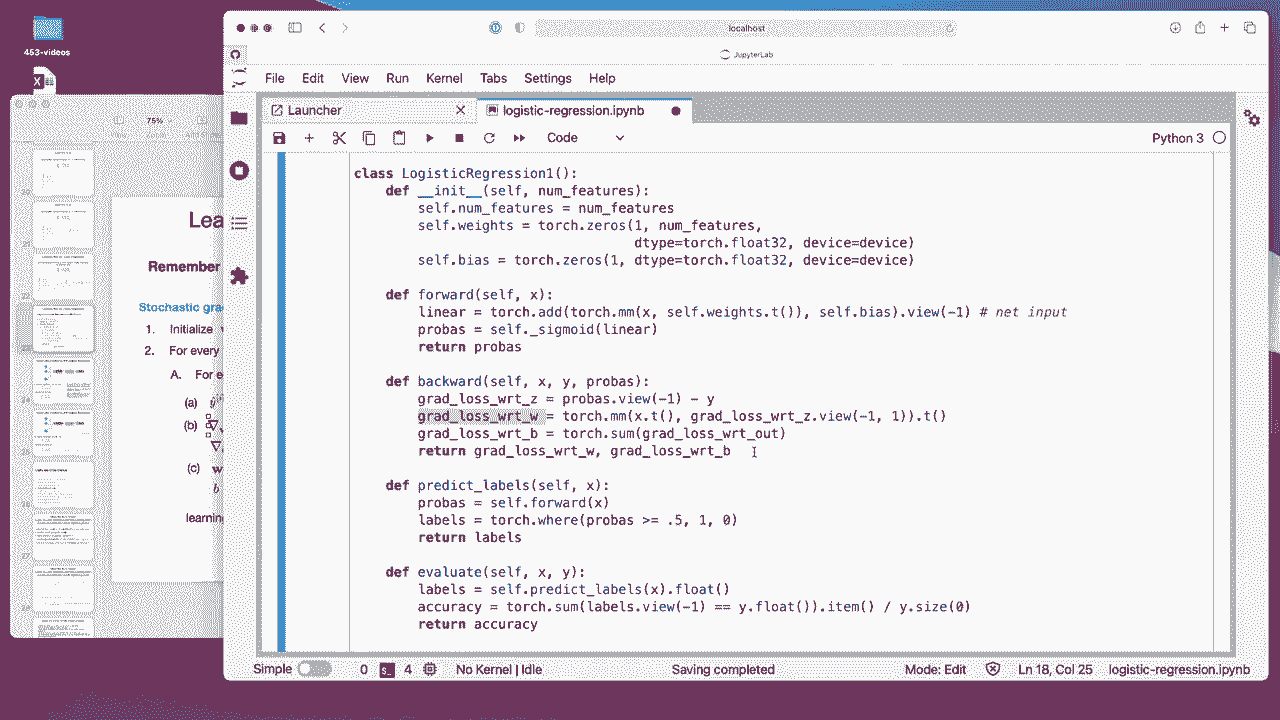 453-videos
localhost
JupyterLab
File Edit View Run Kernel Tabs Settings Help
75%
Launcher
logistic-regression.ipynb
Code
Python 3
Lea
Remember
Stochastic gra
1. Initialize
2. For every
A. For e
(a)
(b)
(c) w
b
learning
class LogisticRegression1():
def __init__(self, num_features):
self.num_features = num_features
self.weights = torch.zeros(1, num_features,
dtype=torch.float32, device=device)
self.bias = torch.zeros(1, dtype=torch.float32, device=device)
def forward(self, x):
linear = torch.add(torch.mm(x, self.weights.t()), self.bias).view(-1) # net input
probas = self._sigmoid(linear)
return probas
def backward(self, x, y, probas):
grad_loss_wrt_z = probas.view(-1) - y
grad_loss_wrt_w = torch.mm(x.t(), grad_loss_wrt_z.view(-1, 1)).t()
grad_loss_wrt_b = torch.sum(grad_loss_wrt_out)
return grad_loss_wrt_w, grad_loss_wrt_b
def predict_labels(self, x):
probas = self.forward(x)
labels = torch.where(probas >= .5, 1, 0)
return labels
def evaluate(self, x, y):
labels = self.predict_labels(x).float()
accuracy = torch.sum(labels.view(-1) == y.float()).item() / y.size(0)
return accuracy
Simple 0 4 No Kernel | Idle Saving completed Mode: Edit Ln 18, Col 25 logistic-regression.ipynb